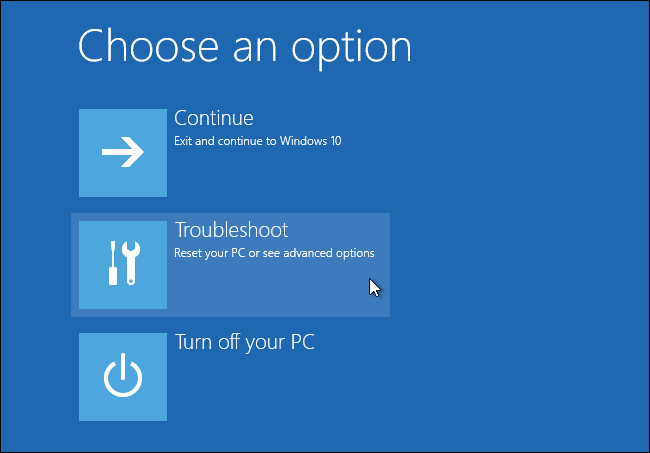 Choose an option
Continue
Exit and continue to Windows 10
Troubleshoot
Reset your PC or see advanced options
Turn off your PC